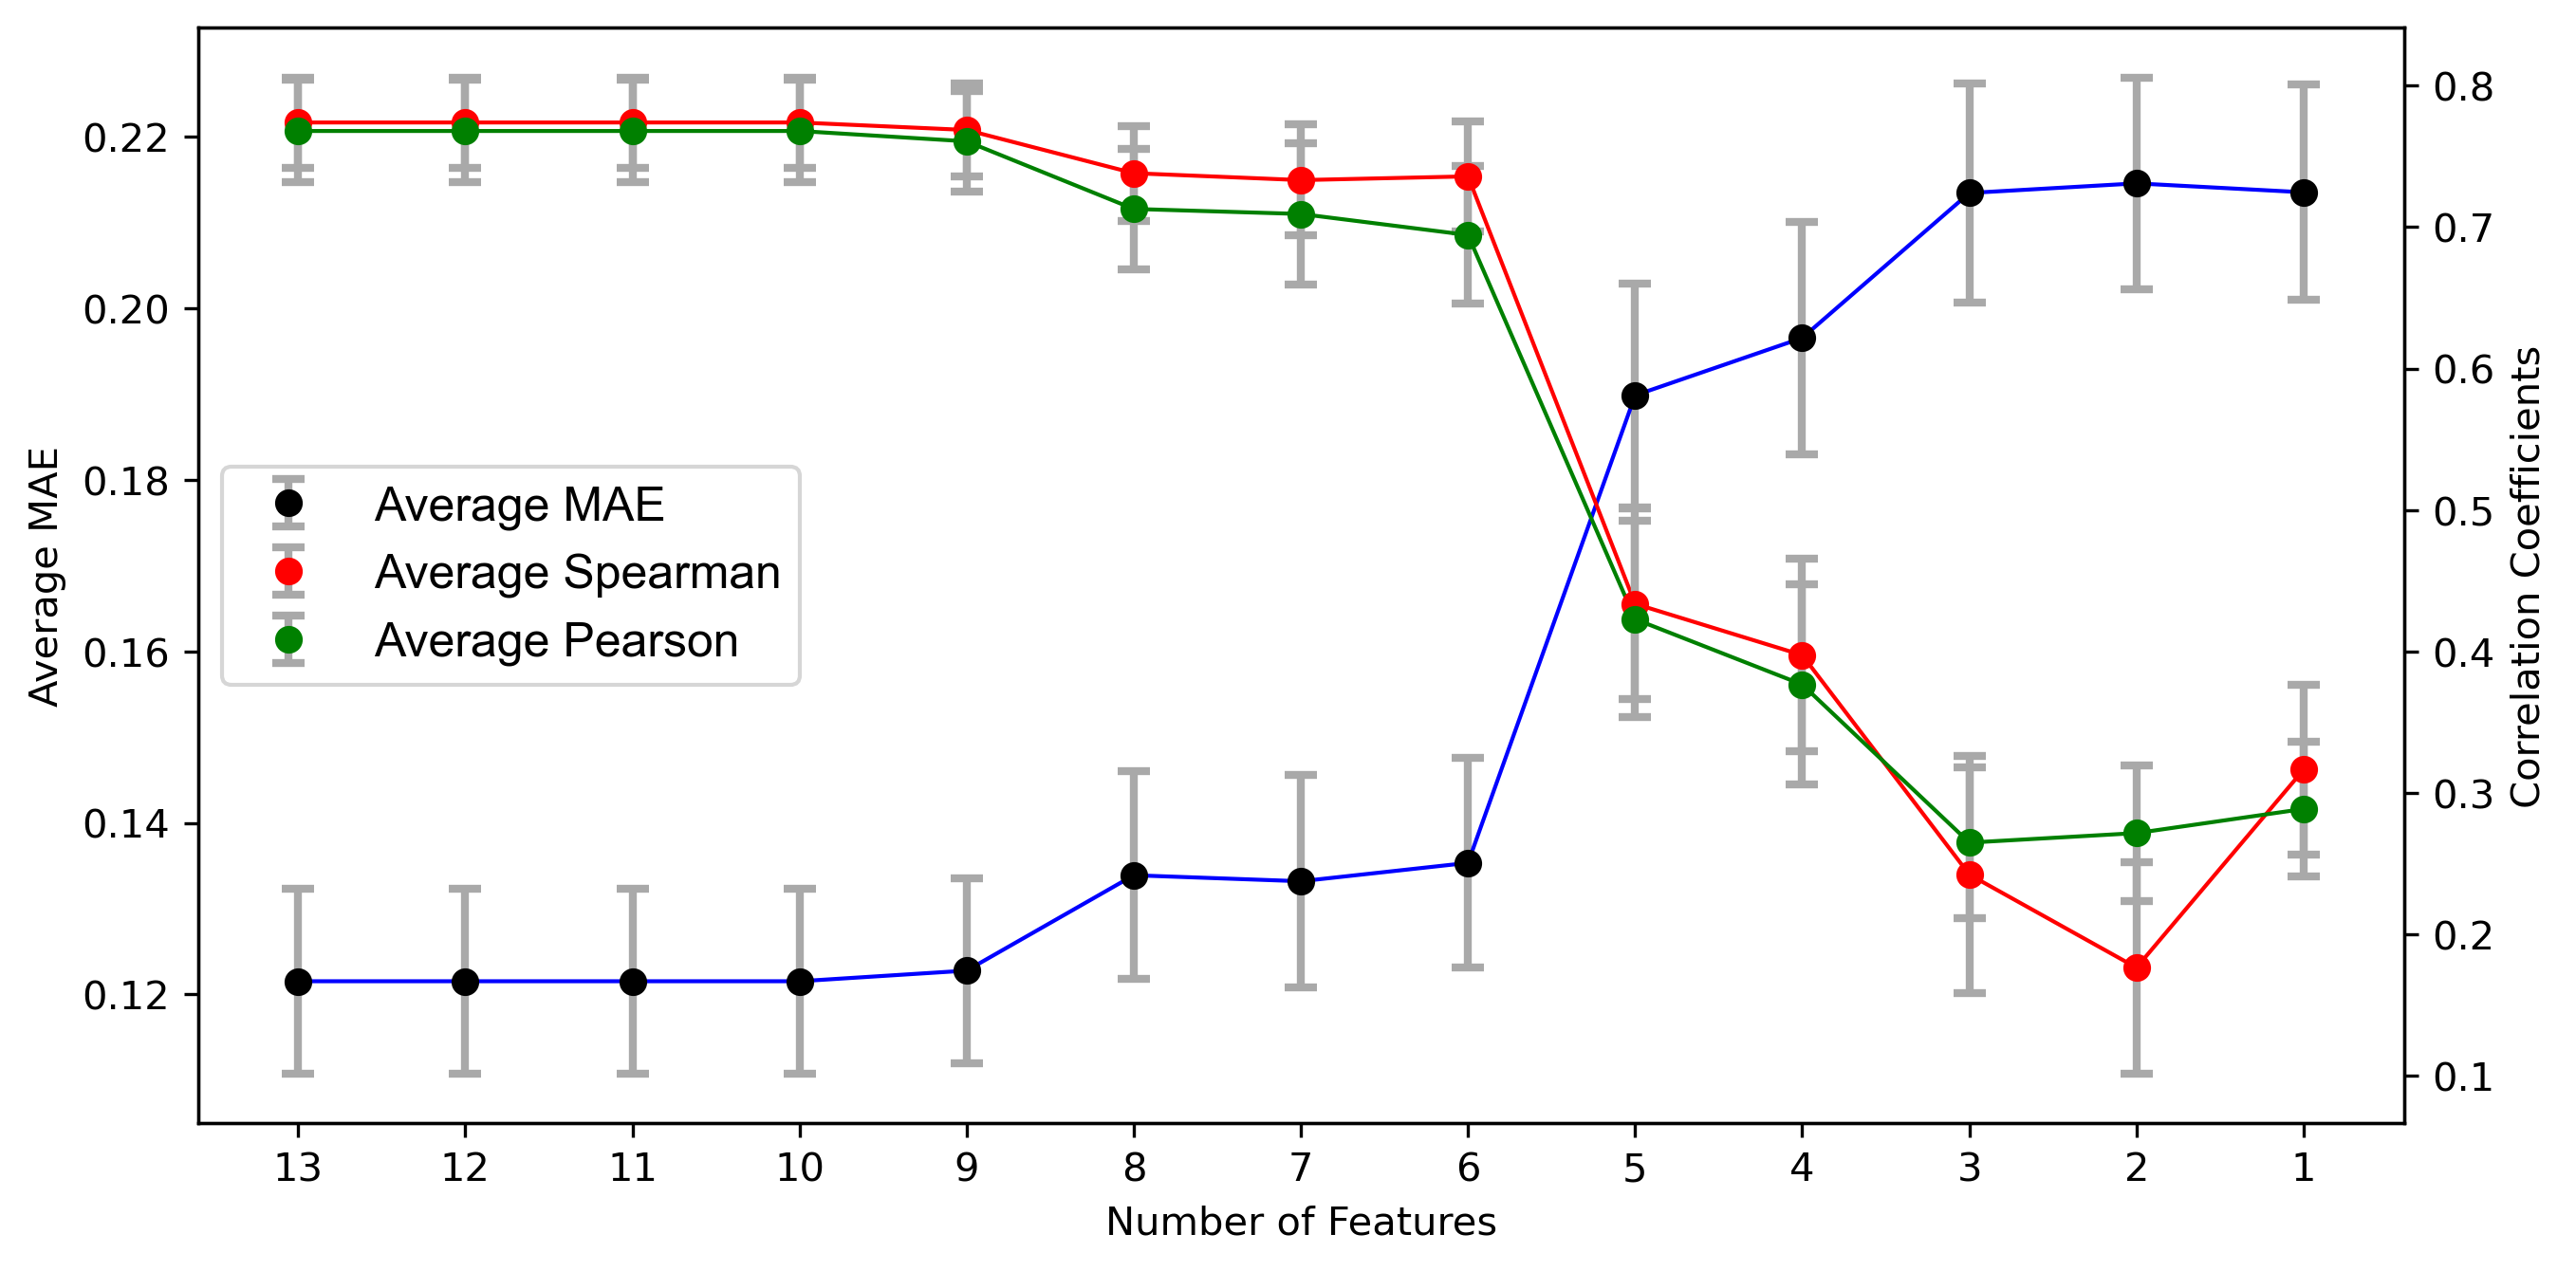 0.22
0.20
0.18
0.16
0.14
0.12
Average MAE
Average MAE
Average Spearman
Average Pearson
0.8
0.7
0.6
0.5
0.4
0.3
0.2
0.1
Correlation Coefficients
13 12 11 10 9 8 7 6 5 4 3 2 1
Number of Features